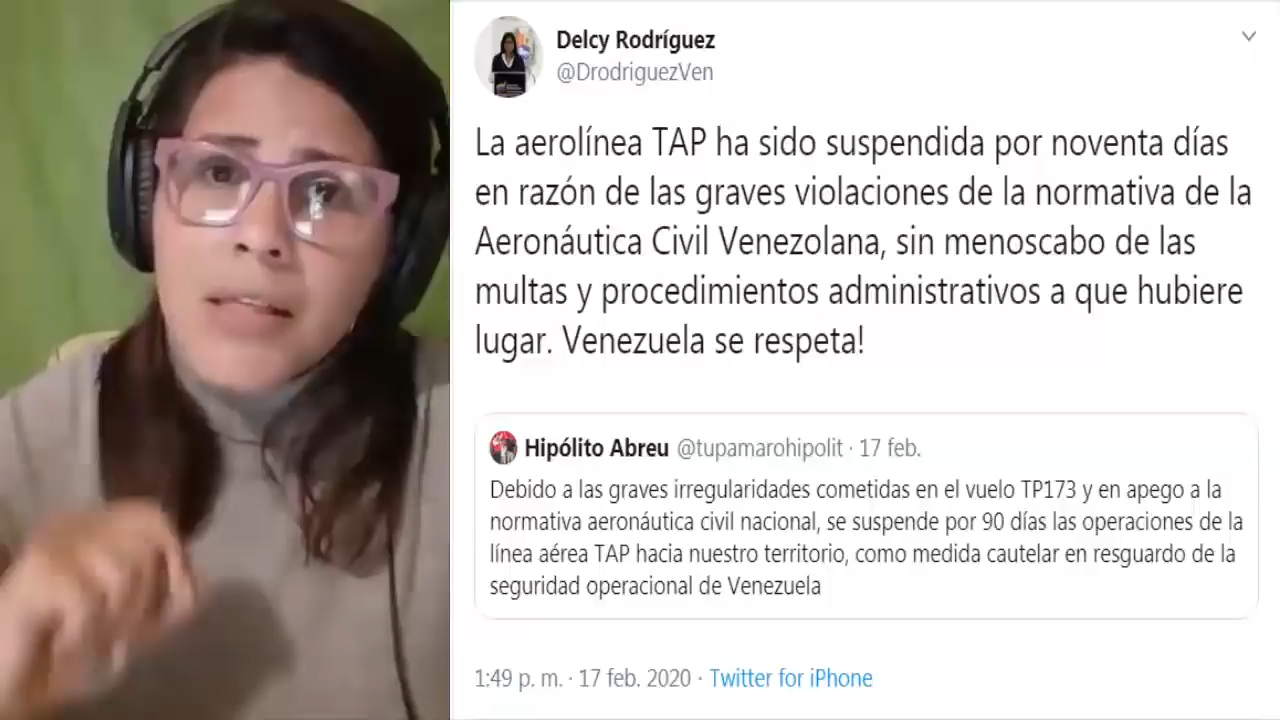 Delcy Rodríguez
@DrodriguezVen
La aerolínea TAP ha sido suspendida por noventa días
en razón de las graves violaciones de la normativa de la
Aeronáutica Civil Venezolana, sin menoscabo de las
multas y procedimientos administrativos a que hubiere
lugar. Venezuela se respeta!
Hipólito Abreu @tupamarohipolit · 17 feb.
Debido a las graves irregularidades cometidas en el vuelo TP173 y en apego a la
normativa aeronáutica civil nacional, se suspende por 90 días las operaciones de la
línea aérea TAP hacia nuestro territorio, como medida cautelar en resguardo de la
seguridad operacional de Venezuela
1:49 p. m. · 17 feb. 2020 · Twitter for iPhone